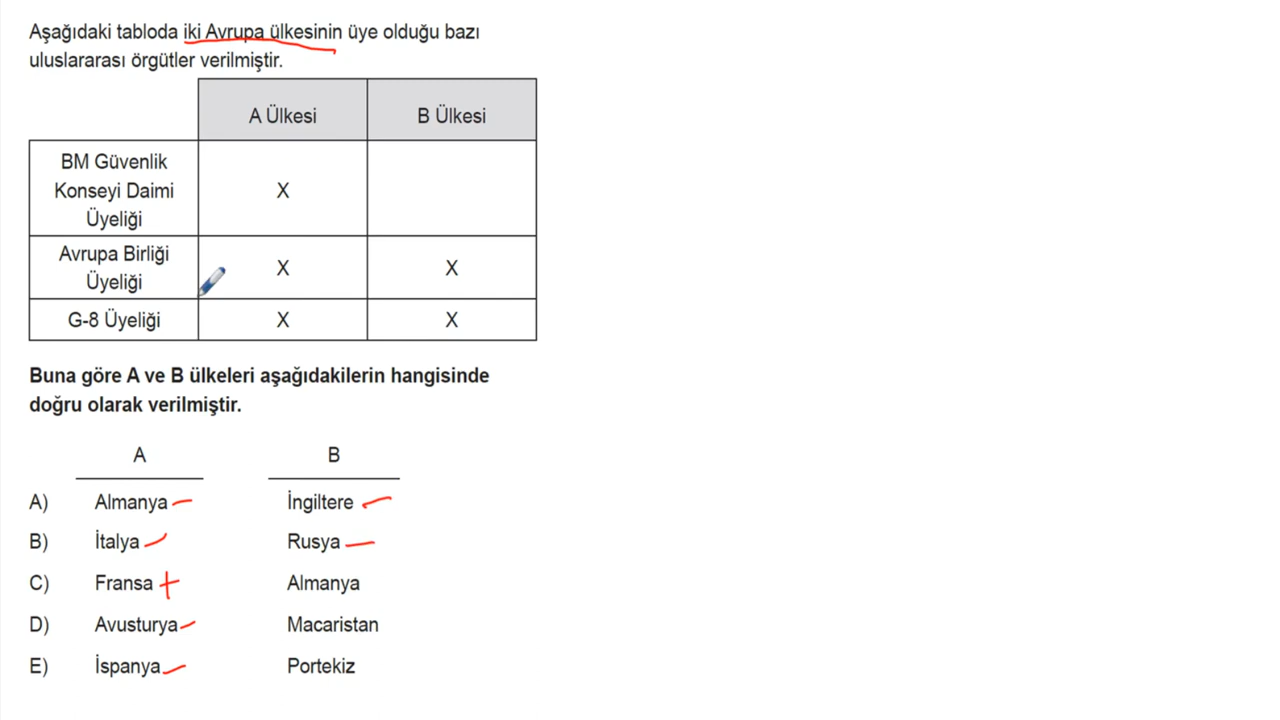 Aşağıdaki tabloda iki Avrupa ülkesinin üye olduğu bazı
uluslararası örgütler verilmiştir.
A Ülkesi B Ülkesi
BM Güvenlik
Konseyi Daimi
Üyeliği
X
Avrupa Birliği
Üyeliği
X X
G-8 Üyeliği X X
Buna göre A ve B ülkeleri aşağıdakilerin hangisinde
doğru olarak verilmiştir.
A B
A) Almanya İngiltere
B) İtalya Rusya
C) Fransa Almanya
D) Avusturya Macaristan
E) İspanya Portekiz